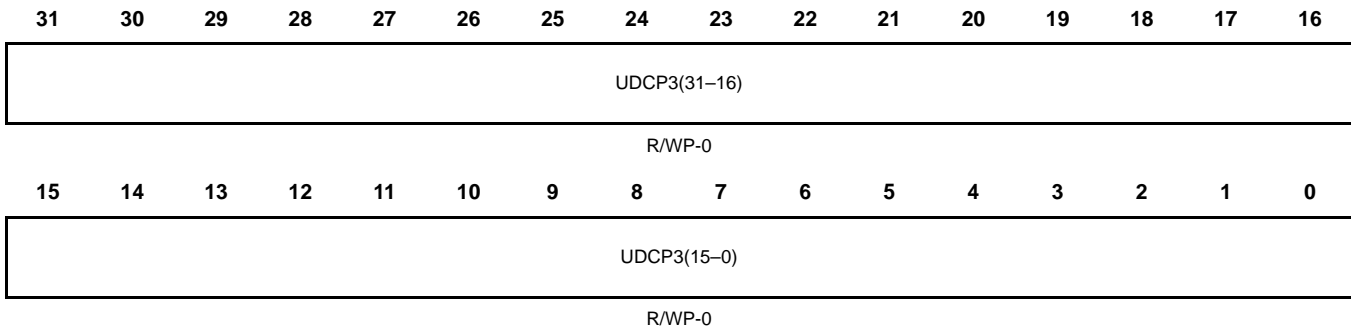 31 30 29 28 27 26 25 24 23 22 21 20 19 18 17 16
UDCP3(31–16)
R/WP-0
15 14 13 12 11 10 9 8 7 6 5 4 3 2 1 0
UDCP3(15–0)
R/WP-0